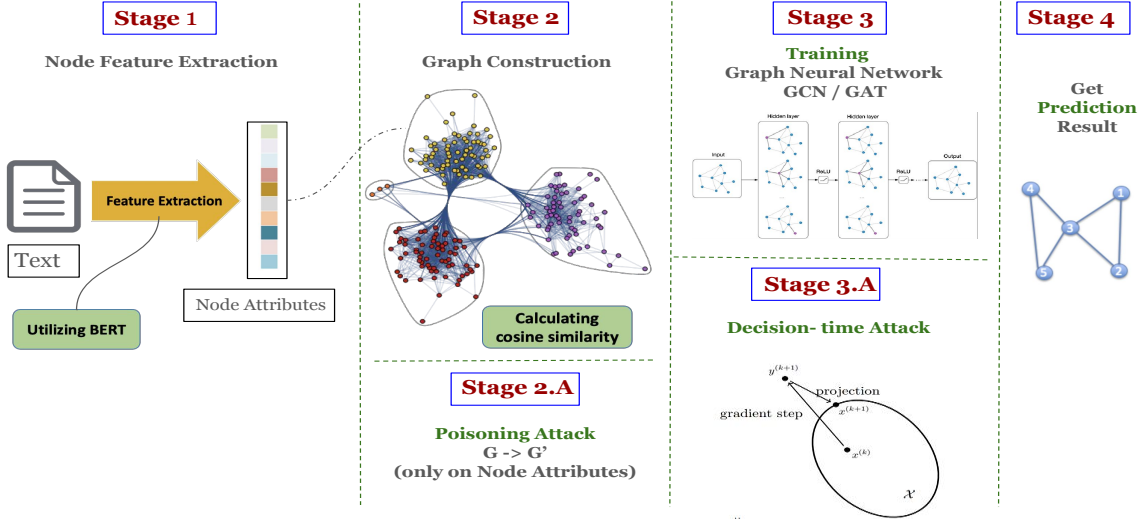 Stage 1
Node Feature Extraction
Feature Extraction
Text
Node Attributes
Utilizing BERT
Stage 2
Graph Construction
Calculating
cosine similarity
Stage 2.A
Poisoning Attack
G -> G’
(only on Node Attributes)
Stage 3
Training
Graph Neural Network
GCN / GAT
Hidden layer
Hidden layer
Input
Output
ReLU
ReLU
Stage 3.A
Decision- time Attack
y^(k+1)
projection
x^(k+1)
gradient step
x^(k)
𝒳
Stage 4
Get
Prediction
Result
4
1
3
5
2